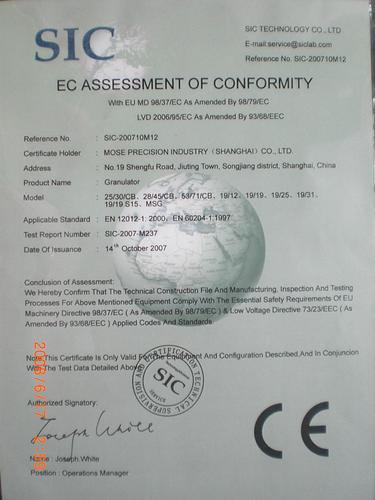 SIC
SIC TECHNOLOGY CO., LTD
E-mail:service@siclab.com
Reference No. SIC-200710M12
EC ASSESSMENT OF CONFORMITY
With EU MD 98/37/EC As Amended By 98/79/EC
LVD 2006/95/EC As Amended By 93/68/EEC
Reference No. : SIC-200710M12
Certificate Holder : MOSE PRECISION INDUSTRY (SHANGHAI) CO., LTD.
Address : No.19 Shengfu Road, Jiuting Town, Songjiang district, Shanghai, China
Product Name : Granulator
Model : 25/30/CB、28/45/CB、53/71/CB、19/12、19/19、19/25、19/31、
19/19 S15、MSG
Applicable Standard : EN 12012-1: 2000、EN 60204-1:1997
Test Report Number : SIC-2007-M237
Date Of Issuance : 14th October 2007
Conclusion of Assessment:
We Hereby Confirm That The Technical Construction File And Manufacturing, Inspection And Testing
Processes For Above Mentioned Equipment Comply With The Essential Safety Requirements Of EU
Machinery Directive 98/37/EC ( As Amended By 98/79/EC ) & Low Voltage Directive 73/23/EEC ( As
Amended By 93/68/EEC ) Applied Codes And Standards.
Note:This Certificate Is Only Valid For The Equipment And Configuration Described,And In Conjunction
With The Test Data Detailed Above.
CERTIFICATION TECHNICAL SUPERVISION AND
SIC
Authorized Signatory:
Joseph White
Name : Joseph White
Position : Operations Manager
CE